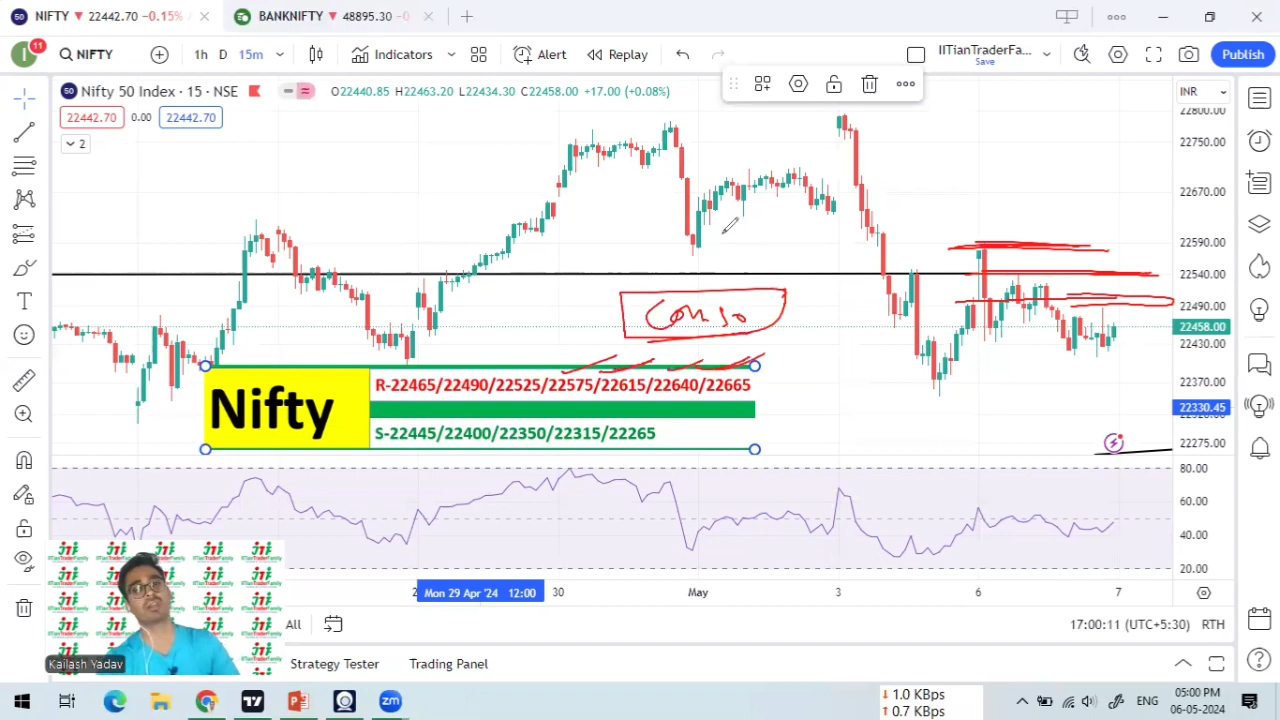 NIFTY ▼ 22442.70 −0.15%
BANKNIFTY ▼ 48895.30 −0
11
NIFTY
1h D 15m
Indicators
Alert
Replay
IITianTraderFa...
Save
Publish
Nifty 50 Index · 15 · NSE
O22440.85 H22463.20 L22434.30 C22458.00 +17.00 (+0.08%)
INR
22442.70 0.00 22442.70
2
22800.00
22750.00
22670.00
22590.00
22540.00
22490.00
22458.00
22430.00
22370.00
22330.45
22275.00
Conso
Nifty
R-22465/22490/22525/22575/22615/22640/22665
S-22445/22400/22350/22315/22265
80.00
60.00
40.00
20.00
Mon 29 Apr '24 12:00
30
May
3
6
7
All
17:00:11 (UTC+5:30) RTH
IITianTraderFamily
Kailash Yadav
Strategy Tester
Trading Panel
1.0 KBps
0.7 KBps
ENG
05:00 PM
06-05-2024